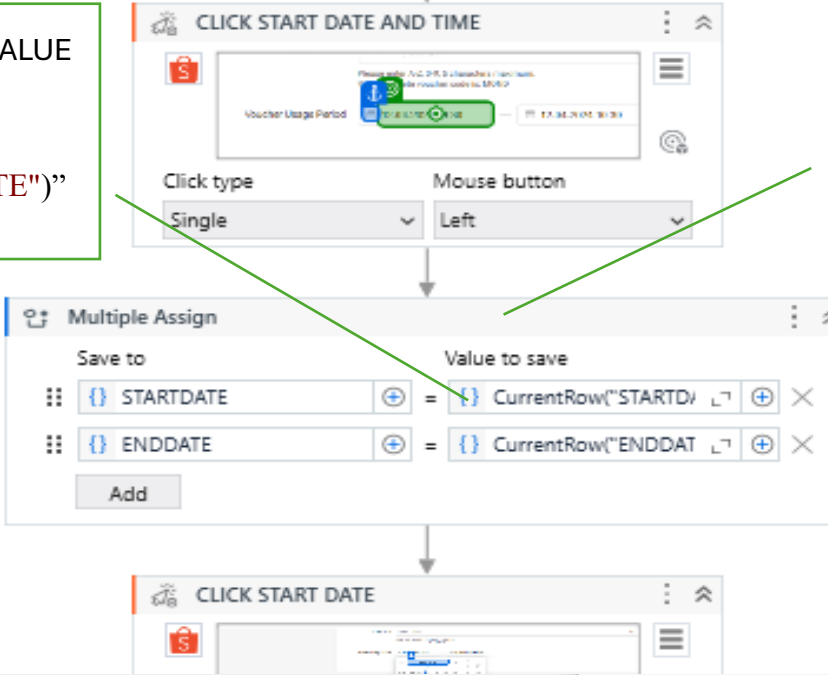 ALUE
TE")”
CLICK START DATE AND TIME
Voucher Usage Period
Click type
Mouse button
Single
Left
Multiple Assign
Save to
Value to save
STARTDATE
=
CurrentRow("STARTD
ENDDATE
=
CurrentRow("ENDDAT
Add
CLICK START DATE